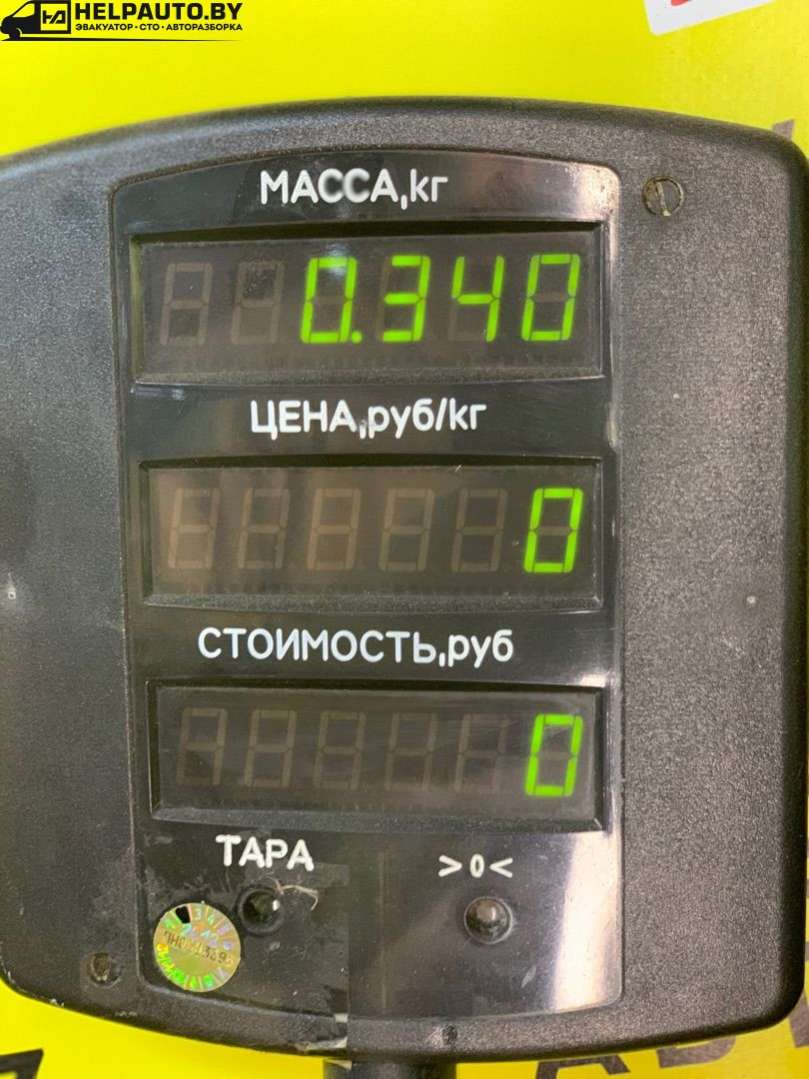 HELPAUTO.BY
ЭВАКУАТОР·СТО·АВТОРАЗБОРКА
МАССА,кг
0.340
ЦЕНА,руб/кг
0
СТОИМОСТЬ,руб
0
ТАРА >0<